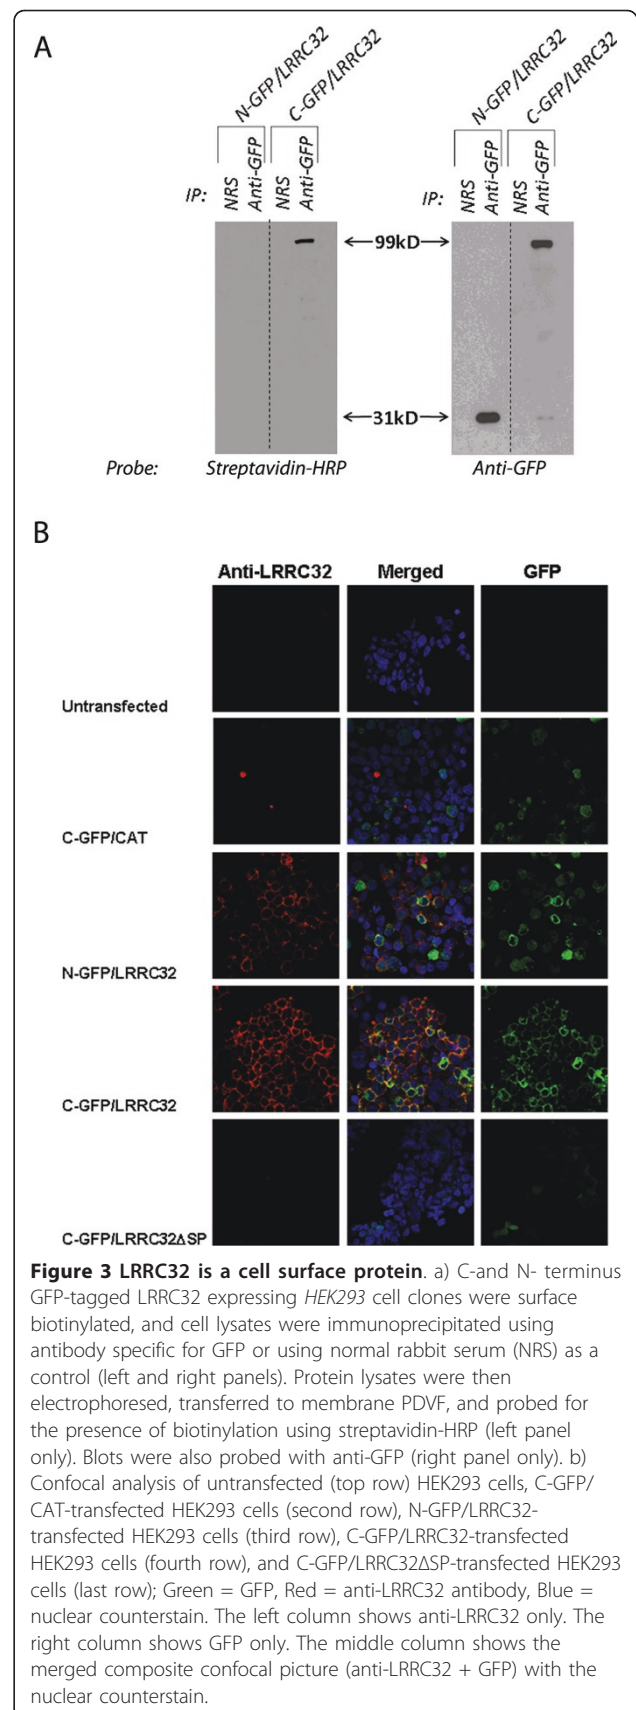 A
N-GFP/LRRC32
C-GFP/LRRC32
N-GFP/LRRC32
C-GFP/LRRC32
IP:
NRS
Anti-GFP
NRS
Anti-GFP
IP:
NRS
Anti-GFP
NRS
Anti-GFP
99kD
31kD
Probe:
Streptavidin-HRP
Anti-GFP
B
Anti-LRRC32
Merged
GFP
Untransfected
C-GFP/CAT
N-GFP/LRRC32
C-GFP/LRRC32
C-GFP/LRRC32ΔSP
Figure 3 LRRC32 is a cell surface protein. a) C-and N- terminus
GFP-tagged LRRC32 expressing HEK293 cell clones were surface
biotinylated, and cell lysates were immunoprecipitated using
antibody specific for GFP or using normal rabbit serum (NRS) as a
control (left and right panels). Protein lysates were then
electrophoresed, transferred to membrane PDVF, and probed for
the presence of biotinylation using streptavidin-HRP (left panel
only). Blots were also probed with anti-GFP (right panel only). b)
Confocal analysis of untransfected (top row) HEK293 cells, C-GFP/
CAT-transfected HEK293 cells (second row), N-GFP/LRRC32-
transfected HEK293 cells (third row), C-GFP/LRRC32-transfected
HEK293 cells (fourth row), and C-GFP/LRRC32ΔSP-transfected HEK293
cells (last row); Green = GFP, Red = anti-LRRC32 antibody, Blue =
nuclear counterstain. The left column shows anti-LRRC32 only. The
right column shows GFP only. The middle column shows the
merged composite confocal picture (anti-LRRC32 + GFP) with the
nuclear counterstain.